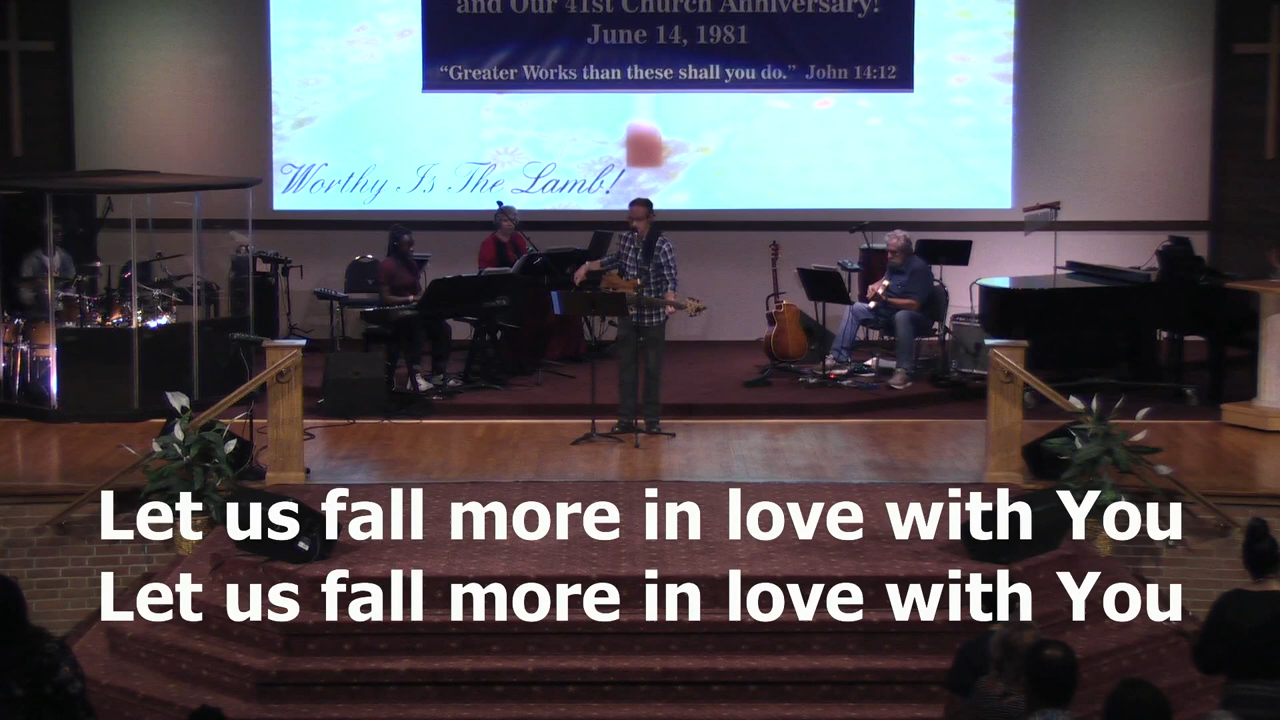 and Our 41st Church Anniversary!
June 14, 1981
“Greater Works than these shall you do.” John 14:12
Worthy Is The Lamb!
Let us fall more in love with You
Let us fall more in love with You